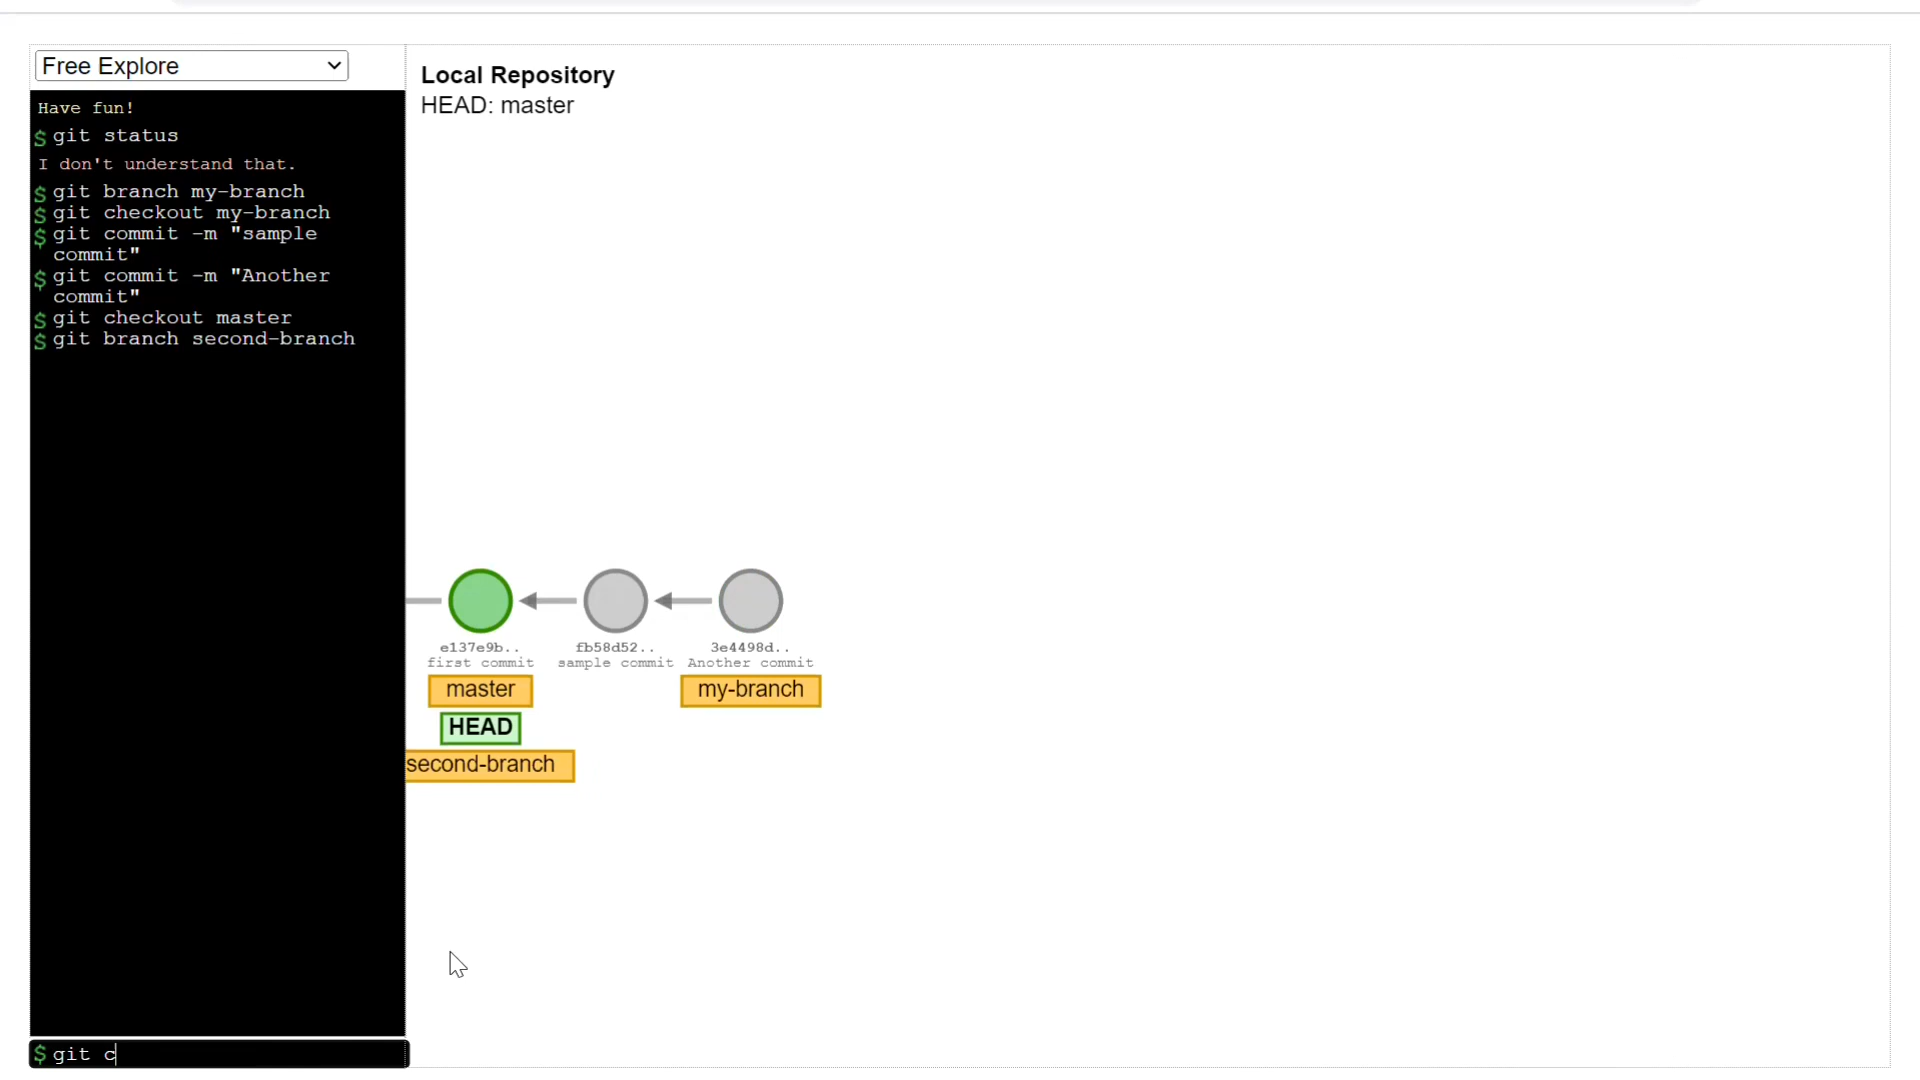 Free Explore
Have fun!
$ git status
I don't understand that.
$ git branch my-branch
$ git checkout my-branch
$ git commit -m "sample
commit"
$ git commit -m "Another
commit"
$ git checkout master
$ git branch second-branch
$ git c
Local Repository
HEAD: master
e137e9b.. fb58d52.. 3e4498d..
first commit sample commit Another commit
master my-branch
HEAD
second-branch